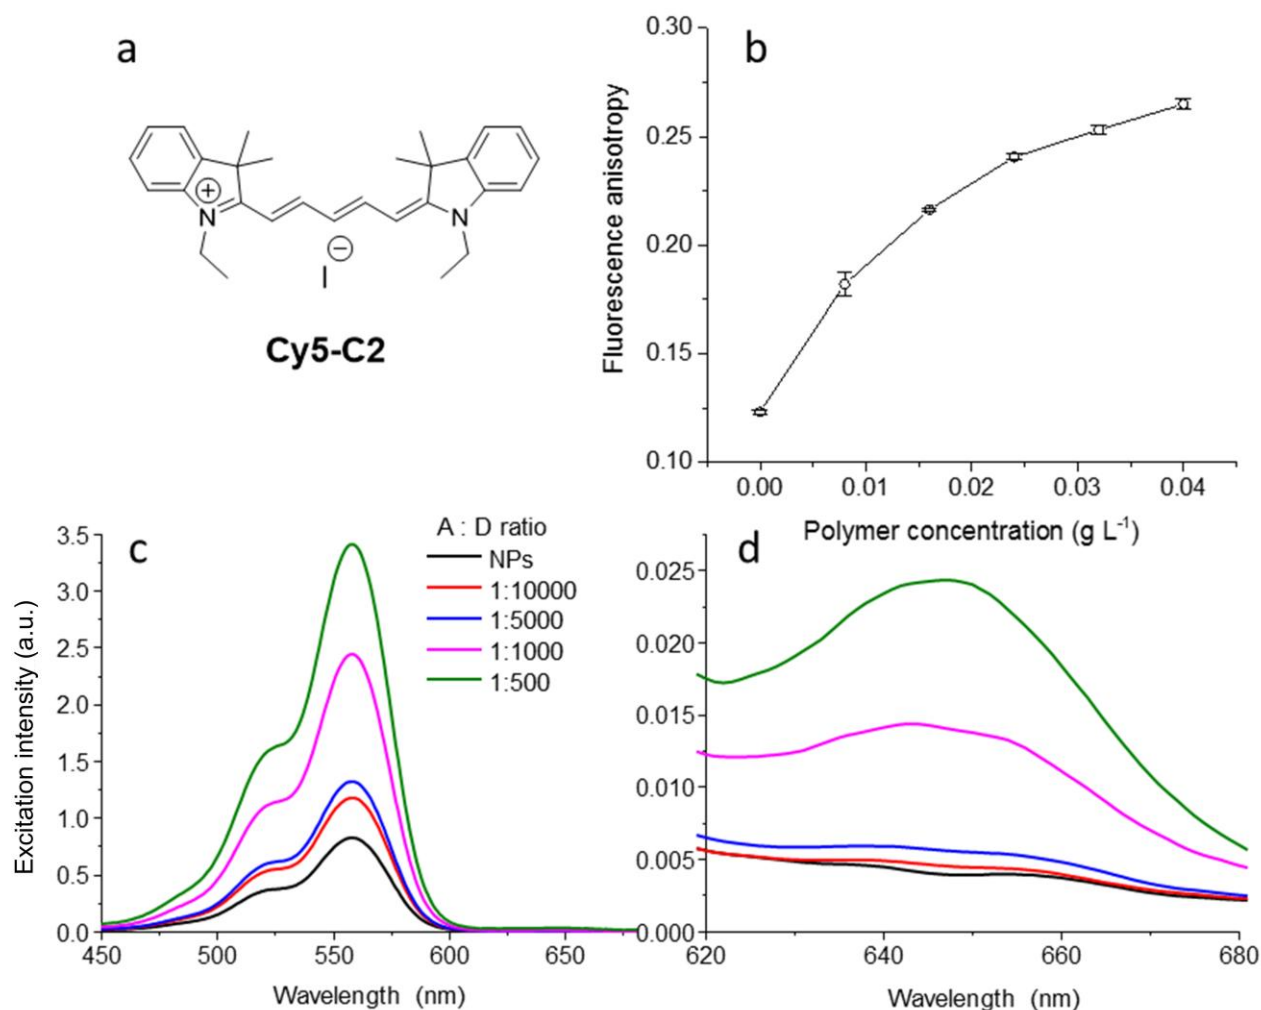 a
N
+
N
I
−
Cy5-C2
b
Fluorescence anisotropy
0.30
0.25
0.20
0.15
0.10
0.00 0.01 0.02 0.03 0.04
Polymer concentration (g L⁻¹)
c
Excitation intensity (a.u.)
3.5
3.0
2.5
2.0
1.5
1.0
0.5
0.0
450 500 550 600 650
Wavelength (nm)
A : D ratio
NPs
1:10000
1:5000
1:1000
1:500
d
0.025
0.020
0.015
0.010
0.005
0.000
620 640 660 680
Wavelength (nm)